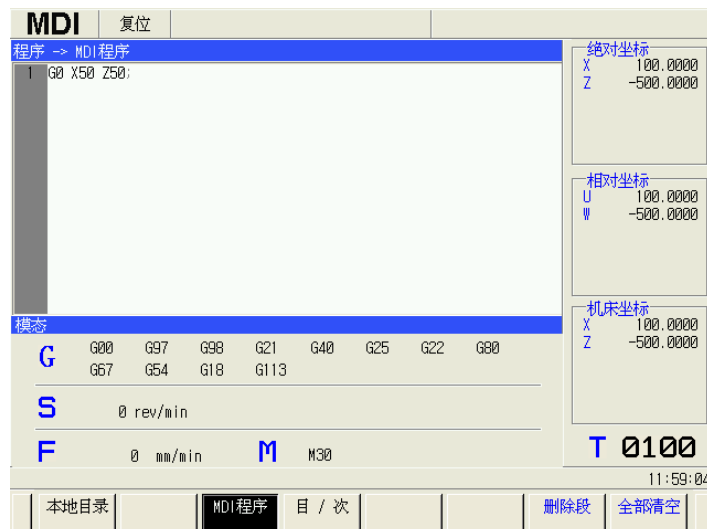 MDI 复位
程序 -> MDI程序
1 G0 X50 Z50;
模态
G G00 G97 G98 G21 G40 G25 G22 G80
G67 G54 G18 G113
S 0 rev/min
F 0 mm/min M M30
绝对坐标
X 100.0000
Z -500.0000
相对坐标
U 100.0000
W -500.0000
机床坐标
X 100.0000
Z -500.0000
T 0100
11:59:04
本地目录 MDI程序 目 / 次 删除段 全部清空